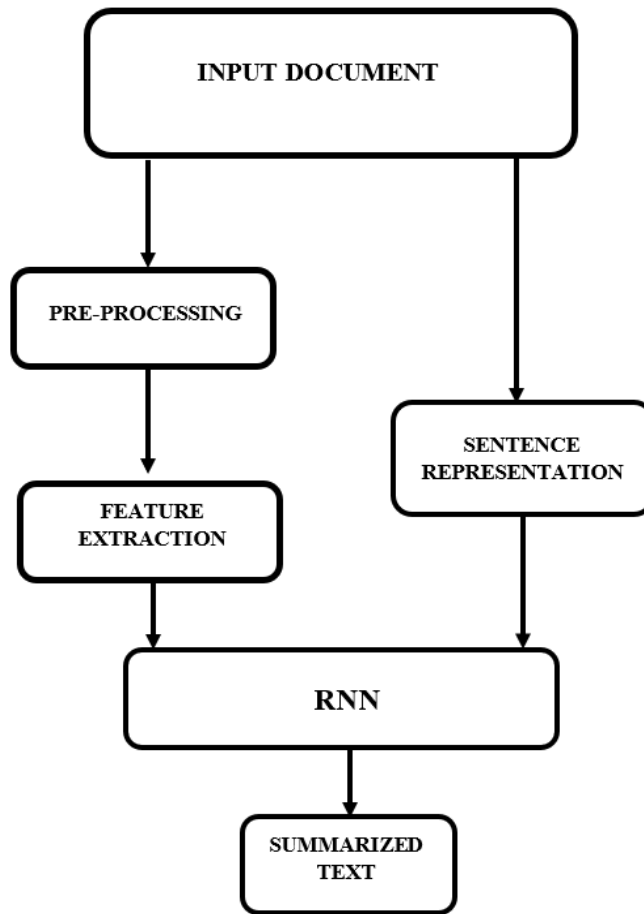 INPUT DOCUMENT
PRE-PROCESSING
SENTENCE
REPRESENTATION
FEATURE
EXTRACTION
RNN
SUMMARIZED
TEXT